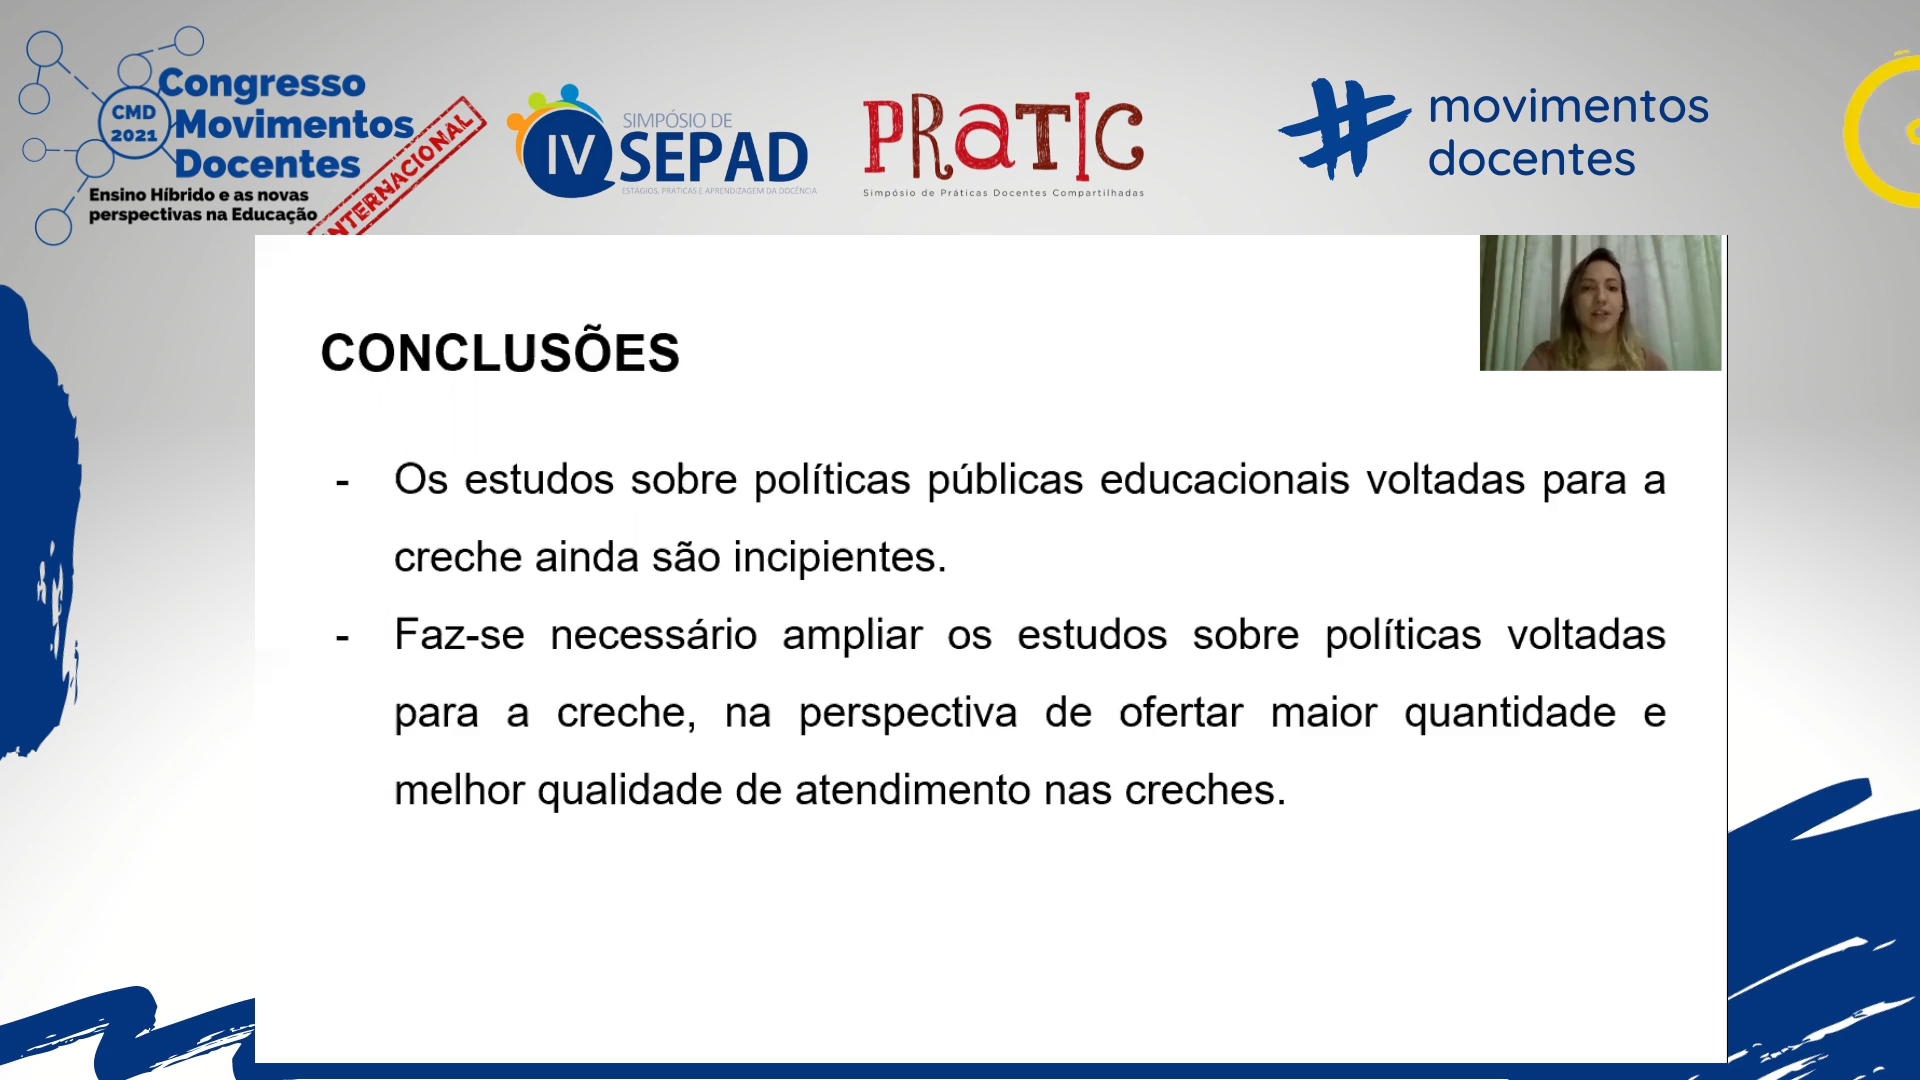 Congresso
CMD
2021
Movimentos
Docentes
Ensino Híbrido e as novas
perspectivas na Educação
INTERNACIONAL
SIMPÓSIO DE
IV SEPAD
ESTÁGIOS, PRÁTICAS E APRENDIZAGEM DA DOCÊNCIA
PRATIC
Simpósio de Práticas Docentes Compartilhadas
movimentos
docentes
CONCLUSÕES
- Os estudos sobre políticas públicas educacionais voltadas para a
creche ainda são incipientes.
- Faz-se necessário ampliar os estudos sobre políticas voltadas
para a creche, na perspectiva de ofertar maior quantidade e
melhor qualidade de atendimento nas creches.